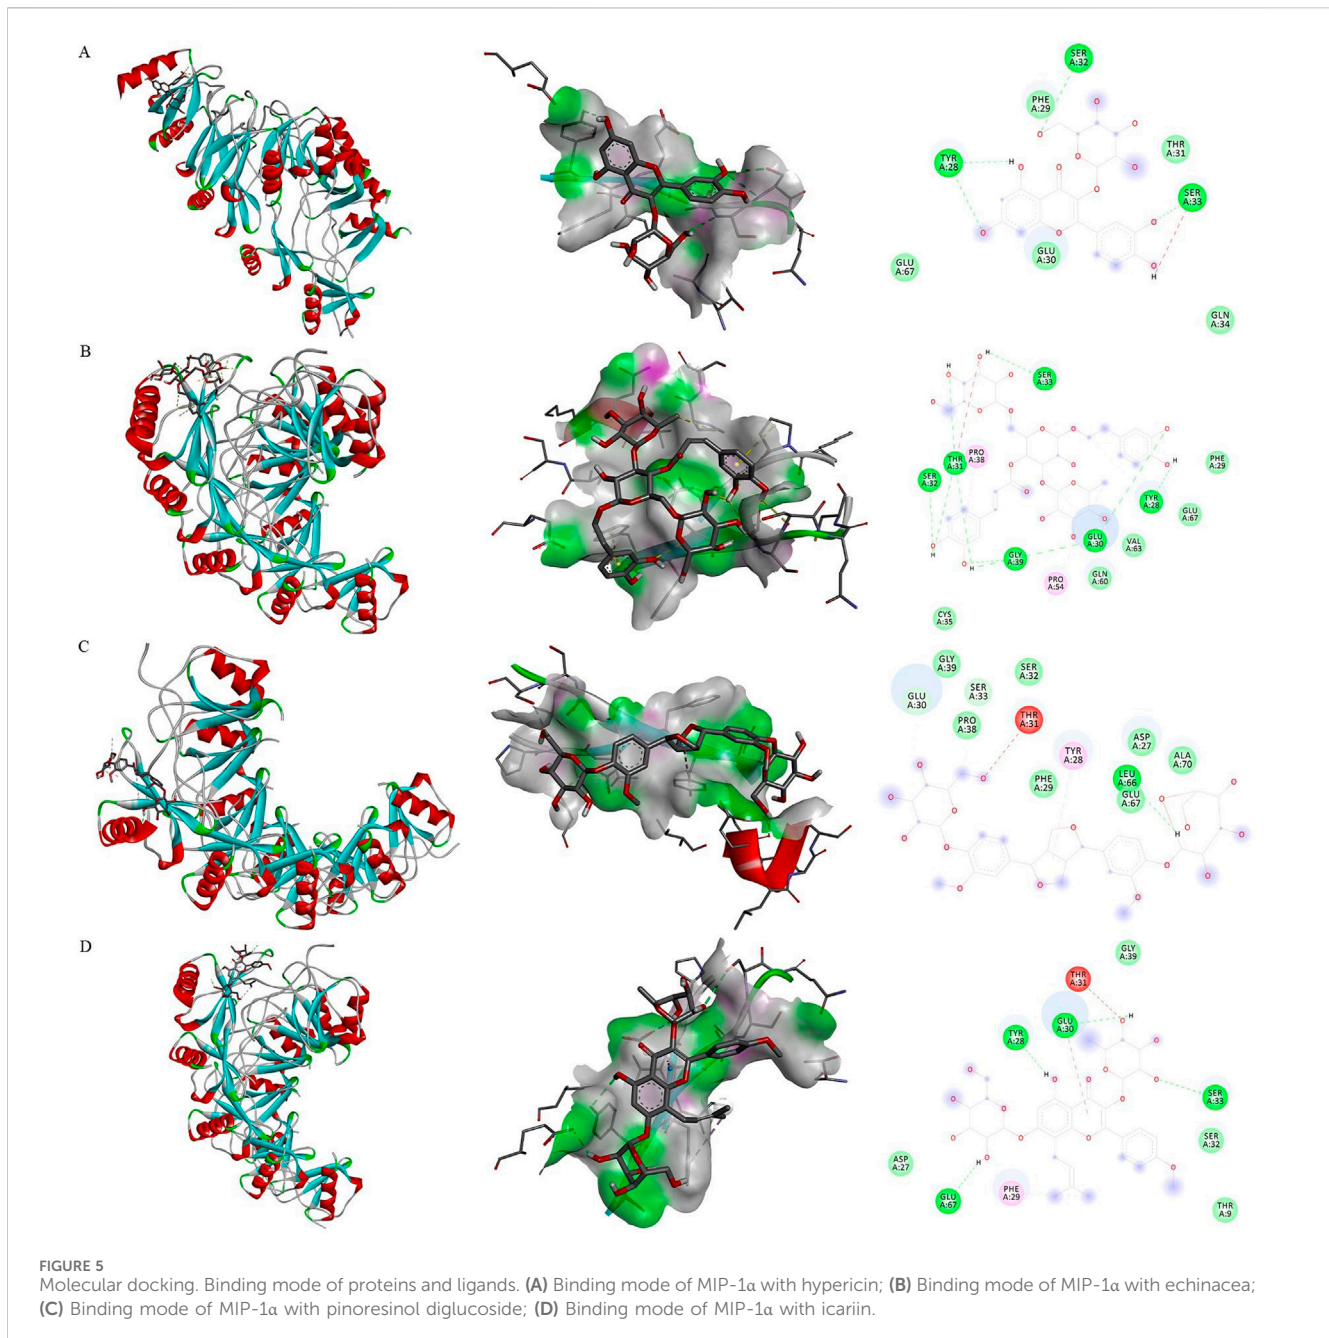 A
SER
A:32
PHE
A:29
THR
A:31
TYR
A:28
H
SER
A:33
GLU
A:30
GLU
A:67
H
GLN
A:34
B
H
H
SER
A:33
PRO
A:38
THR
A:31
SER
A:32
PHE
A:29
H
TYR
A:28
GLU
A:67
GLU
A:30
VAL
A:63
GLY
A:39
H
H
GLN
A:60
PRO
A:54
C
CYS
A:35
GLY
A:39
SER
A:32
GLU
A:30
SER
A:33
THR
A:31
PRO
A:38
ASP
A:27
TYR
A:28
ALA
A:70
PHE
A:29
LEU
A:66
GLU
A:67
H
D
GLY
A:39
THR
A:31
GLU
A:30
H
TYR
A:28
H
SER
A:33
SER
A:32
ASP
A:27
H
GLU
A:67
PHE
A:29
THR
A:9
FIGURE 5
Molecular docking. Binding mode of proteins and ligands. (A) Binding mode of MIP-1α with hypericin; (B) Binding mode of MIP-1α with echinacea;
(C) Binding mode of MIP-1α with pinoresinol diglucoside; (D) Binding mode of MIP-1α with icariin.